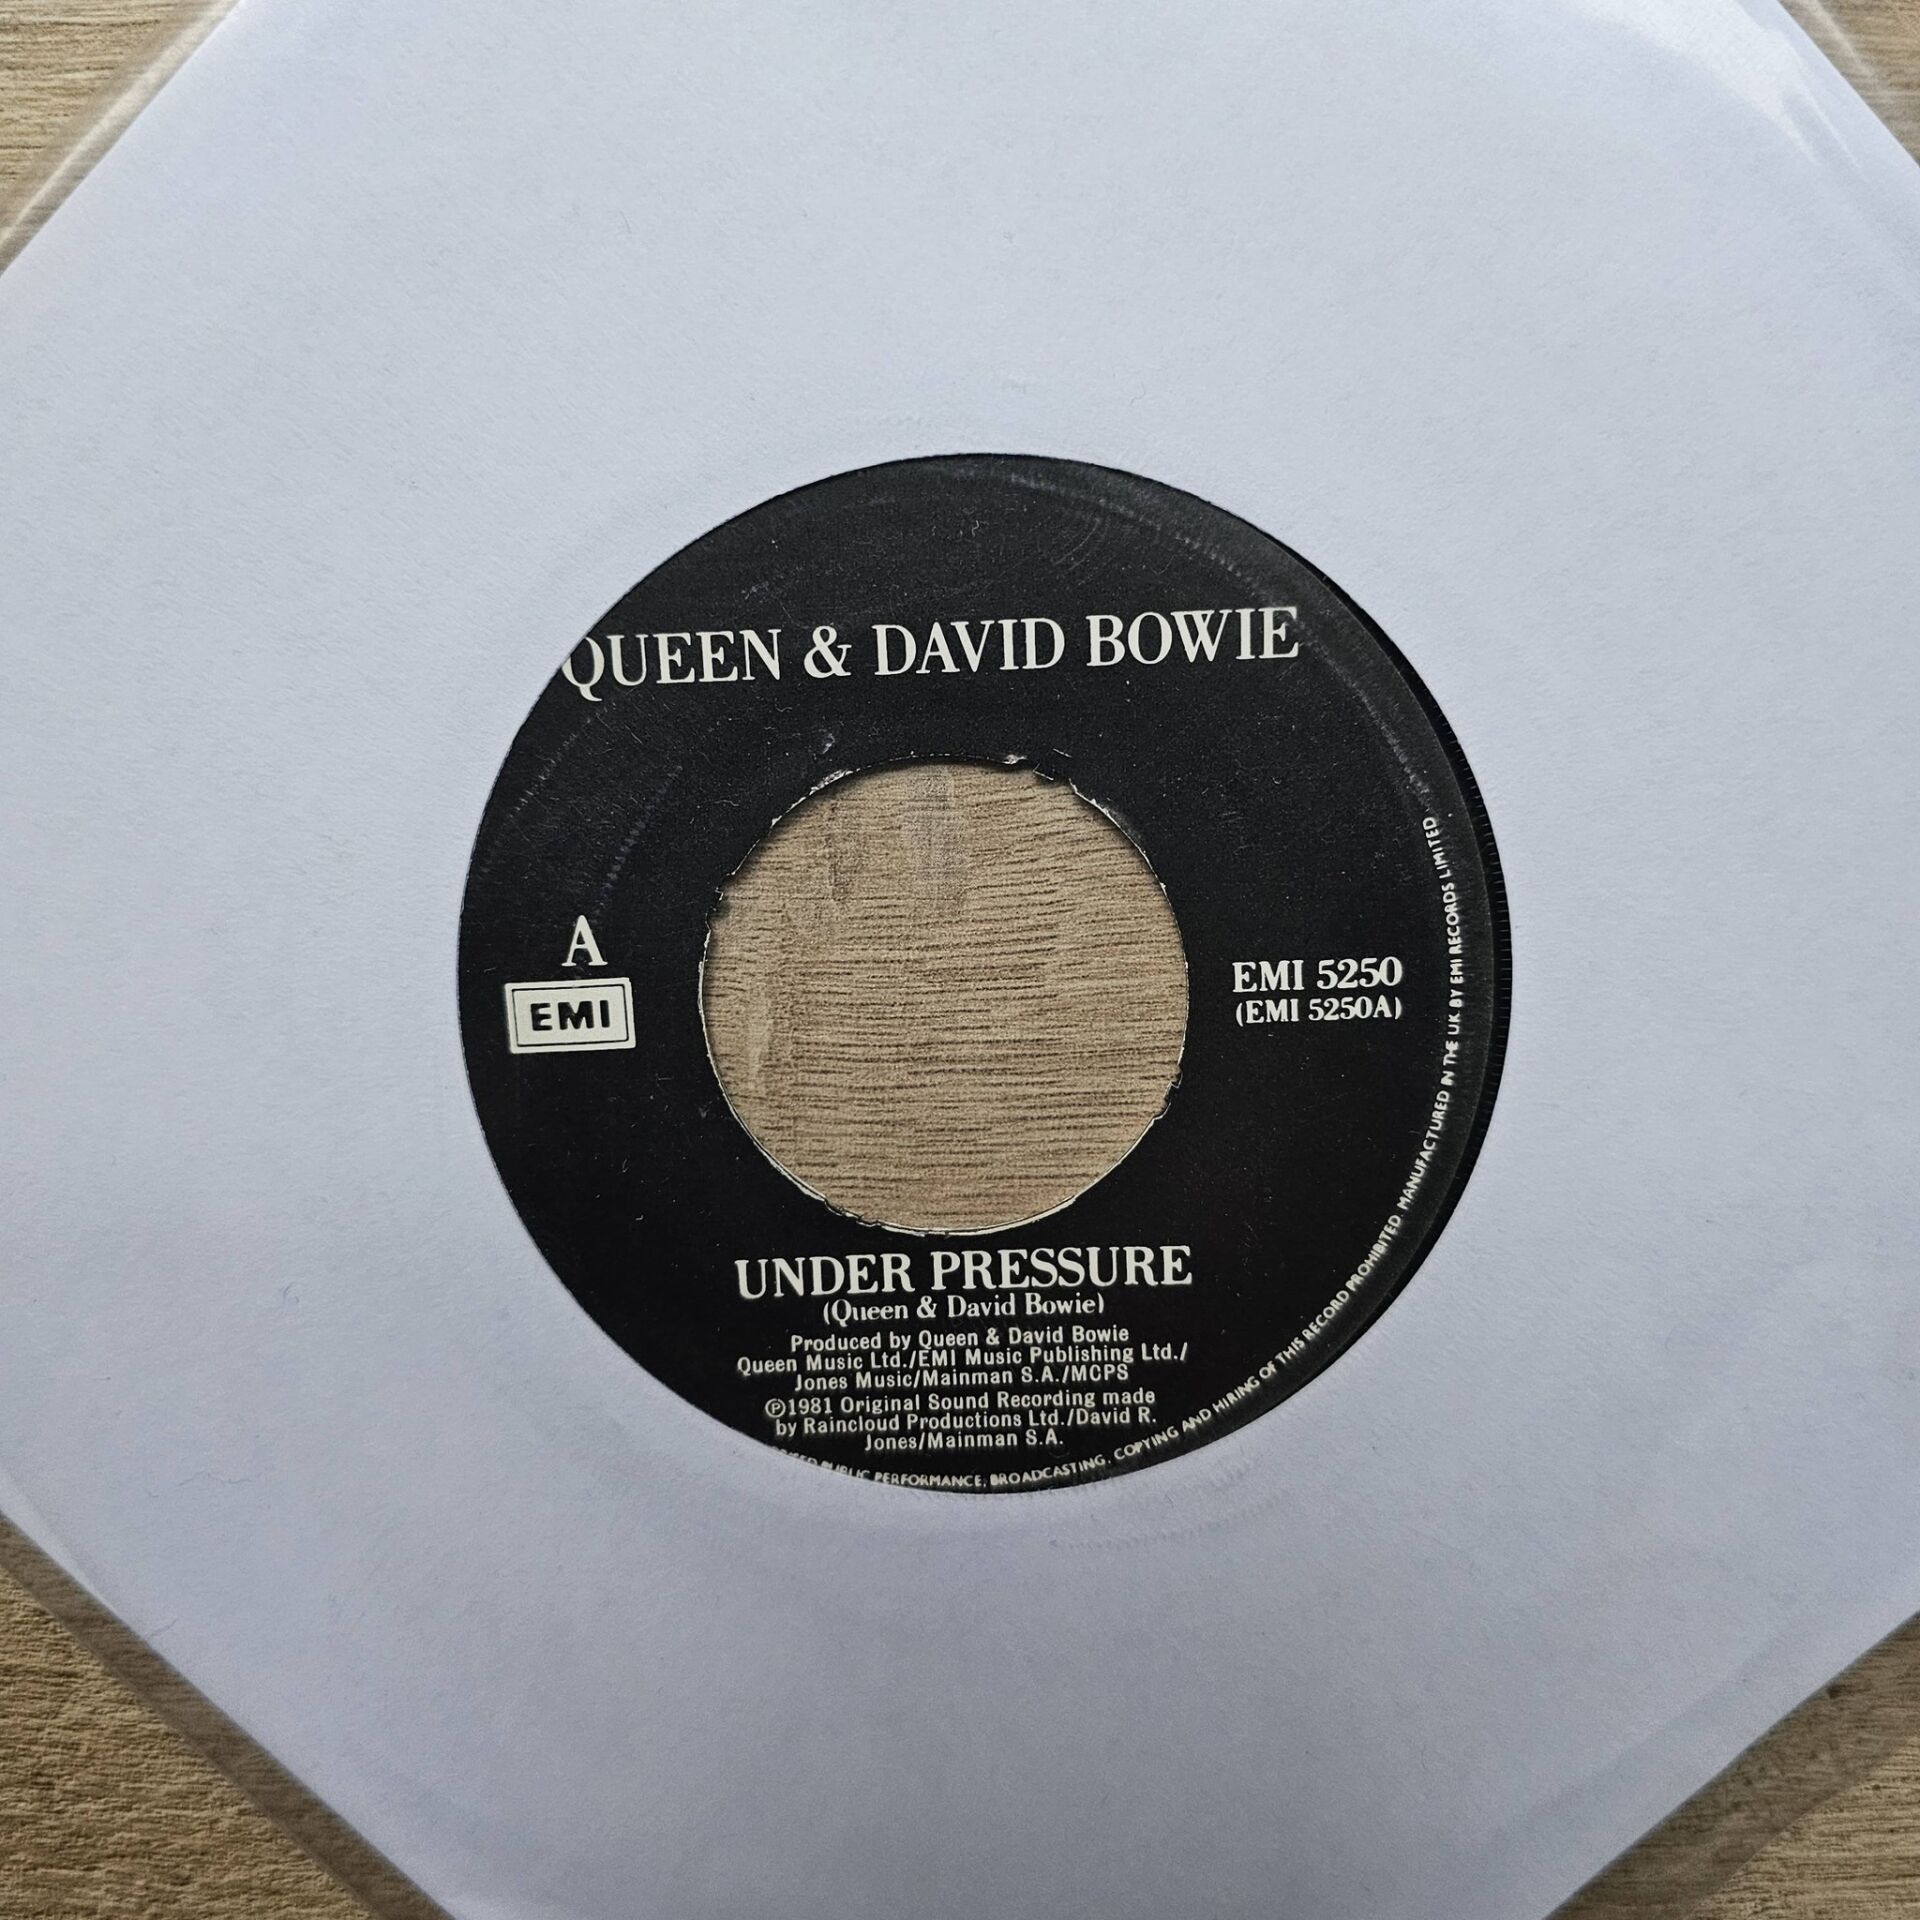 QUEEN & DAVID BOWIE
A
EMI
EMI 5250
(EMI 5250A)
UNDER PRESSURE
(Queen & David Bowie)
Produced by Queen & David Bowie
Queen Music Ltd./EMI Music Publishing Ltd./
Jones Music/Mainman S.A./MCPS
℗1981 Original Sound Recording made
by Raincloud Productions Ltd./David R.
Jones/Mainman S.A.
PUBLIC PERFORMANCE, BROADCASTING, COPYING AND HIRING OF THIS RECORD PROHIBITED. MANUFACTURED IN THE UK BY EMI RECORDS LIMITED